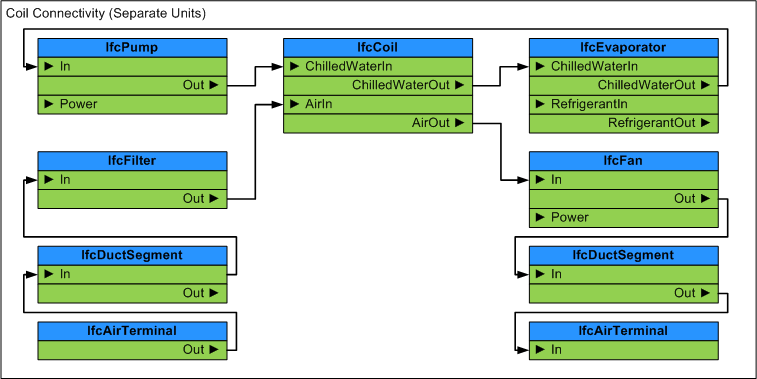 Coil Connectivity (Separate Units)
IfcPump
► In
Out ►
► Power
IfcCoil
► ChilledWaterIn
ChilledWaterOut ►
► AirIn
AirOut ►
IfcEvaporator
► ChilledWaterIn
ChilledWaterOut ►
► RefrigerantIn
RefrigerantOut ►
IfcFilter
► In
Out ►
IfcFan
► In
Out ►
► Power
IfcDuctSegment
► In
Out ►
IfcDuctSegment
► In
Out ►
IfcAirTerminal
Out ►
IfcAirTerminal
► In